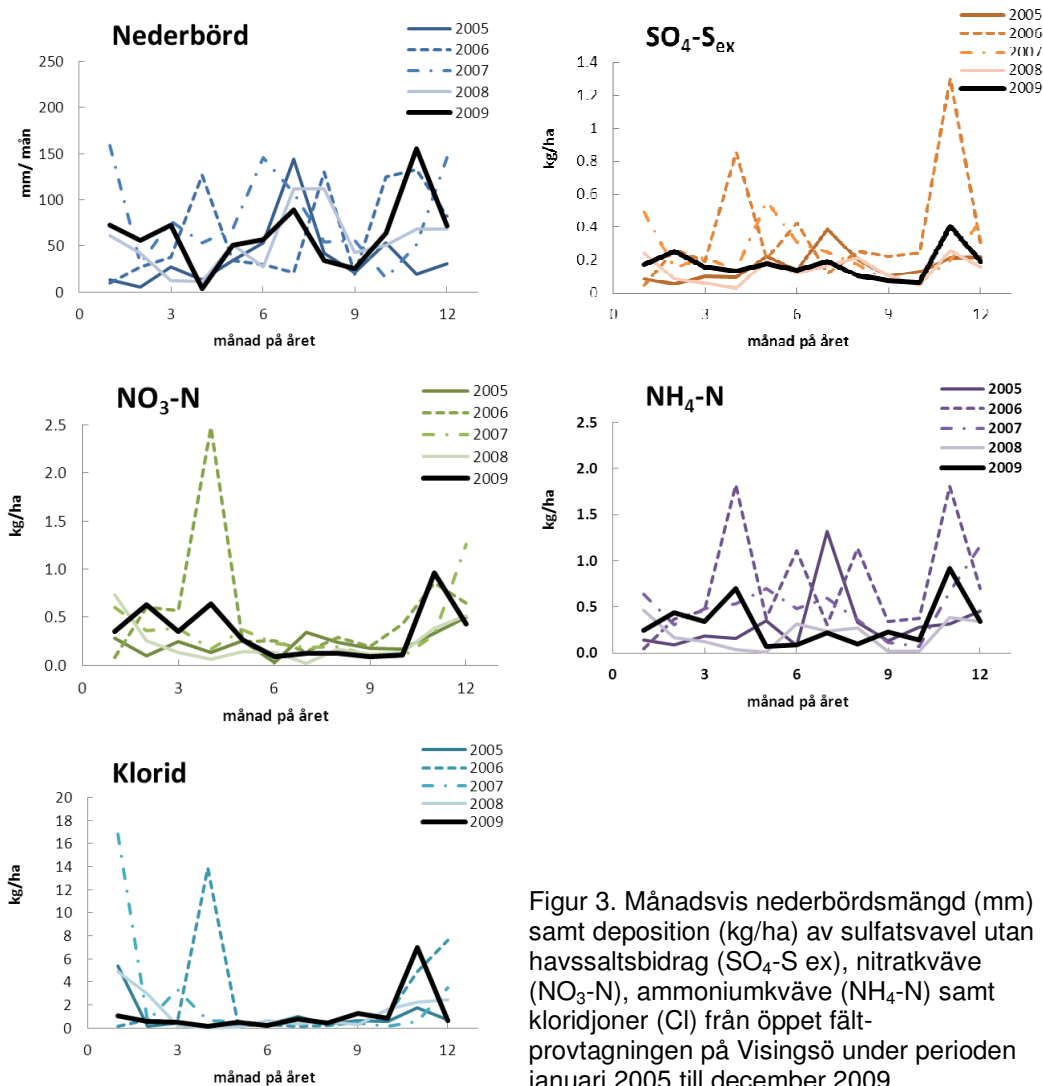 Nederbörd
2005
2006
2007
2008
2009
250
200
150
100
50
0
mm/ mån
0 3 6 9 12
månad på året
SO₄-Sₑₓ
2005
2006
2007
2008
2009
1.4
1.2
1
0.8
0.6
0.4
0.2
0
kg/ha
0 3 6 9 12
månad på året
NO₃-N
2005
2006
2007
2008
2009
2.5
2.0
1.5
1.0
0.5
0.0
kg/ha
0 3 6 9 12
månad på året
NH₄-N
2005
2006
2007
2008
2009
2.5
2.0
1.5
1.0
0.5
0.0
kg/ha
0 3 6 9 12
månad på året
Klorid
2005
2006
2007
2008
2009
20
18
16
14
12
10
8
6
4
2
0
kg/ha
0 3 6 9 12
månad på året
Figur 3. Månadsvis nederbördsmängd (mm)
samt deposition (kg/ha) av sulfatsvavel utan
havssaltsbidrag (SO₄-S ex), nitratkväve
(NO₃-N), ammoniumkväve (NH₄-N) samt
kloridjoner (Cl) från öppet fält-
provtagningen på Visingsö under perioden
januari 2005 till december 2009